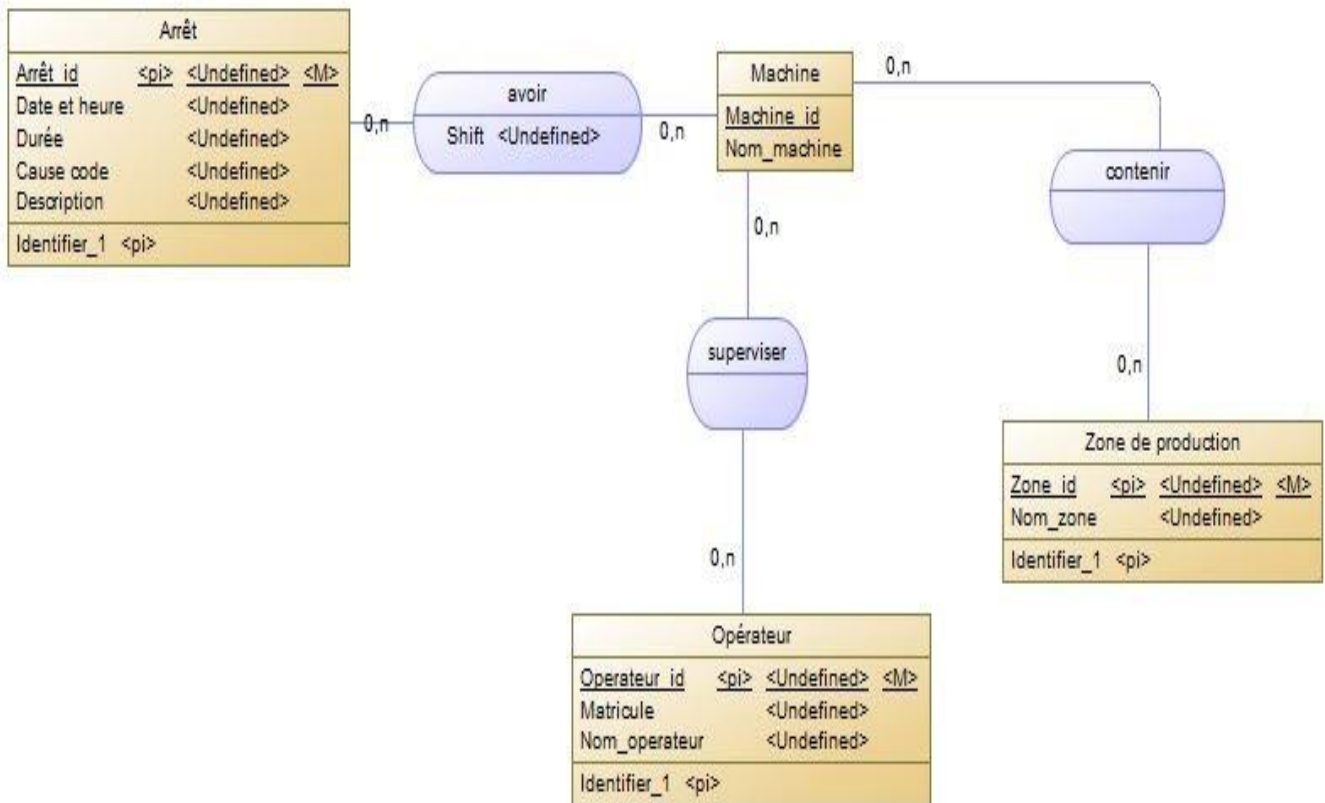 Arrêt
Arrêt_id <pi> <Undefined> <M>
Date et heure <Undefined>
Durée <Undefined>
Cause code <Undefined>
Description <Undefined>
Identifier_1 <pi>
0,n
avoir
Shift <Undefined>
0,n
Machine
Machine_id
Nom_machine
0,n
contenir
0,n
Zone de production
Zone_id <pi> <Undefined> <M>
Nom_zone <Undefined>
Identifier_1 <pi>
0,n
superviser
0,n
Opérateur
Operateur_id <pi> <Undefined> <M>
Matricule <Undefined>
Nom_operateur <Undefined>
Identifier_1 <pi>